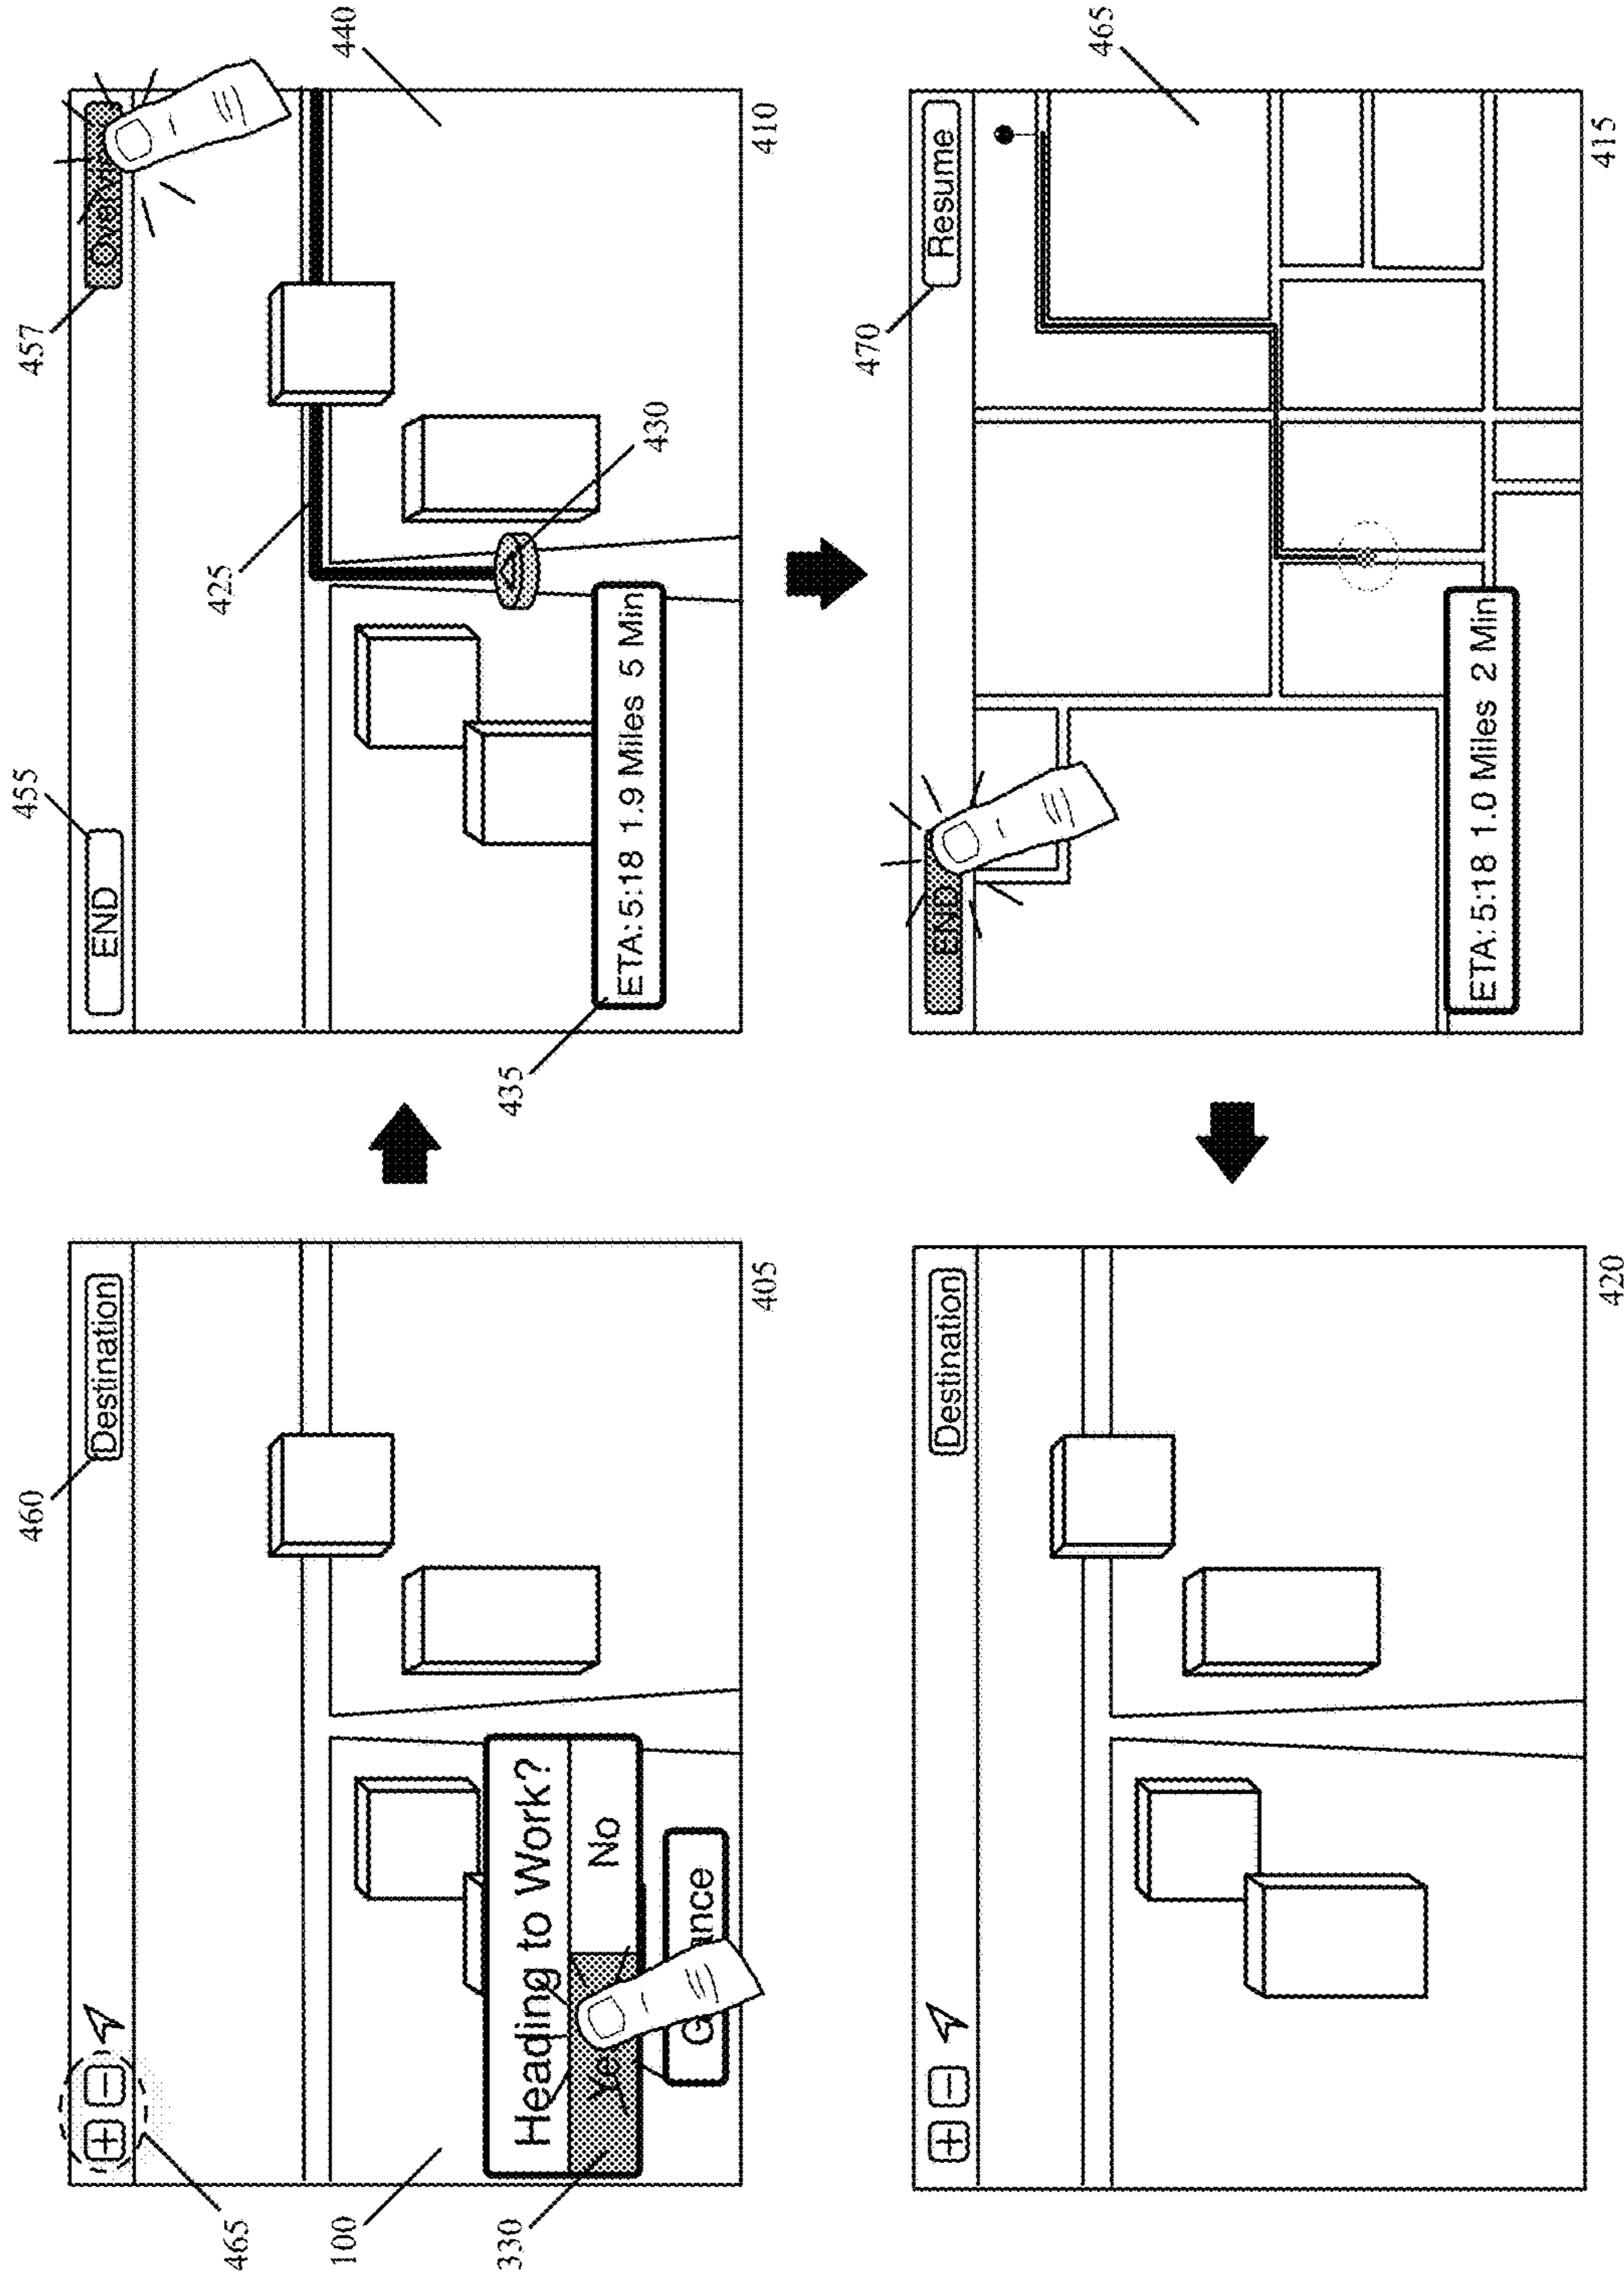 465
460
Destination
100
Heading to Work?
No
330
405
455
END
457
425
440
430
435
ETA: 5:18 1.9 Miles 5 Min
410
Destination
420
470
END
Resume
465
ETA: 5:18 1.0 Miles 2 Min
415